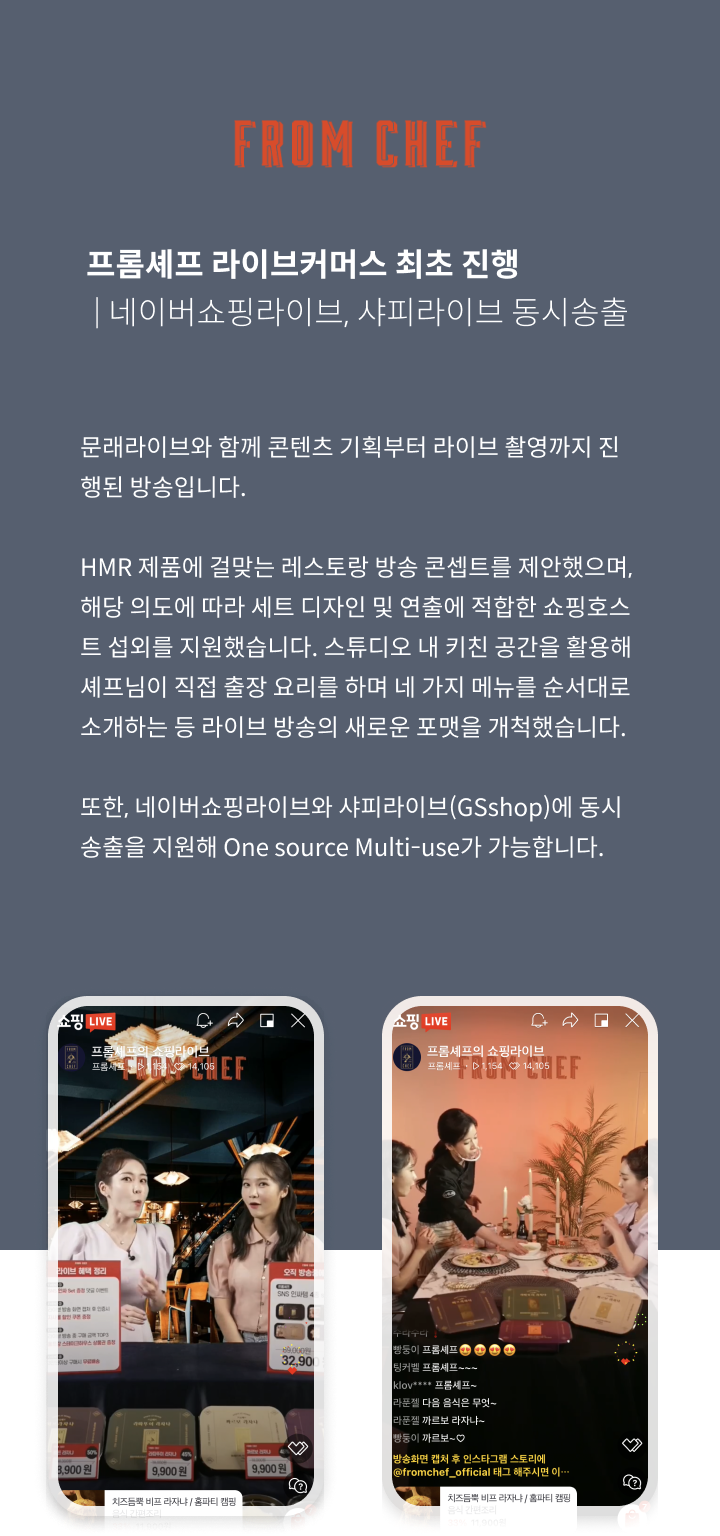 FROM CHEF
프롬셰프 라이브커머스 최초 진행
| 네이버쇼핑라이브, 샤피라이브 동시송출
문래라이브와 함께 콘텐츠 기획부터 라이브 촬영까지 진
행된 방송입니다.
HMR 제품에 걸맞는 레스토랑 방송 콘셉트를 제안했으며,
해당 의도에 따라 세트 디자인 및 연출에 적합한 쇼핑호스
트 섭외를 지원했습니다. 스튜디오 내 키친 공간을 활용해
셰프님이 직접 출장 요리를 하며 네 가지 메뉴를 순서대로
소개하는 등 라이브 방송의 새로운 포맷을 개척했습니다.
또한, 네이버쇼핑라이브와 샤피라이브(GSshop)에 동시
송출을 지원해 One source Multi-use가 가능합니다.
쇼핑 LIVE
프롬셰프의 쇼핑라이브
프롬셰프 · 1,154 14,105
FROM CHEF
라이브 혜택 정리
오직 방송
SNS 인싸템
32,900
60%
8,900 원
9,900 원
9,900 원
치즈듬뿍 비프 라자냐 / 홈파티 캠핑
쇼핑 LIVE
프롬셰프의 쇼핑라이브
프롬셰프 · 1,154 14,105
FROM CHEF
빵둥이 프롬셰프😍😍😍😍
팅커벨 프롬셰프~~~
klov**** 프롬셰프~
라푼젤 다음 음식은 무엇~
라푼젤 까르보 라자냐~
빵둥이 까르보~♡
방송화면 캡처 후 인스타그램 스토리에
@fromchef_official 태그 해주시면 이···
치즈듬뿍 비프 라자냐 / 홈파티 캠핑